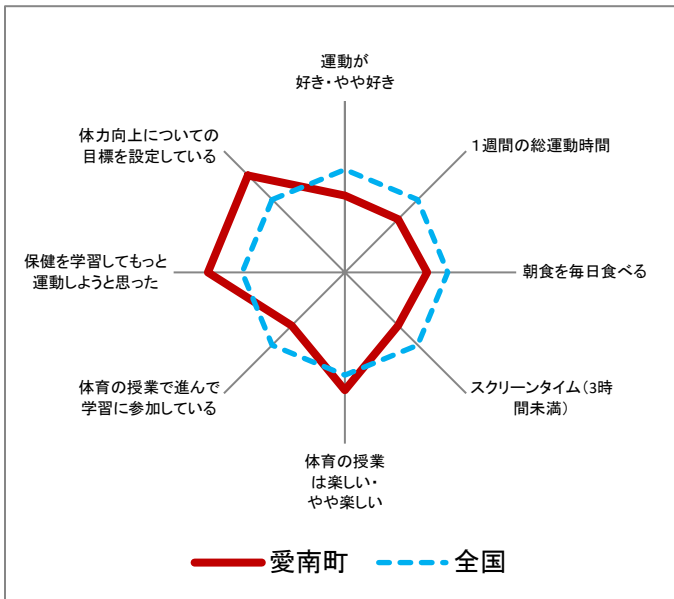 運動が
好き・やや好き
1週間の総運動時間
朝食を毎日食べる
スクリーンタイム(3時
間未満)
体育の授業
は楽しい・
やや楽しい
体育の授業で進んで
学習に参加している
保健を学習してもっと
運動しようと思った
体力向上についての
目標を設定している
愛南町
全国